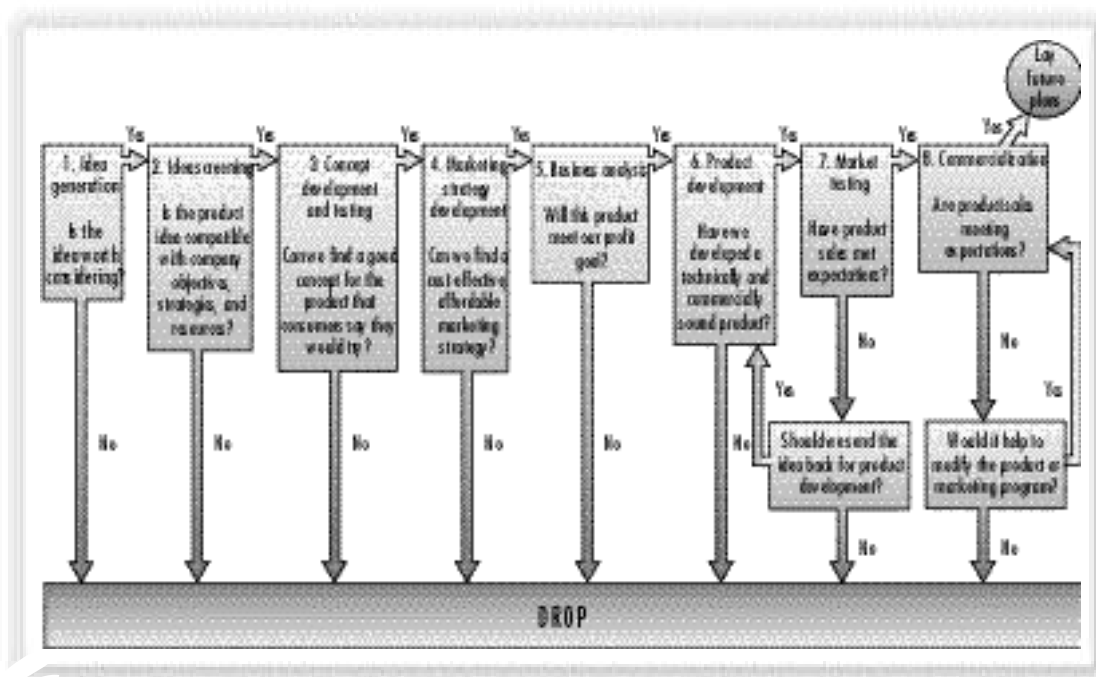 Lay
Future
plans
Yes
Yes
Yes
Yes
Yes
Yes
Yes
Yes
1. Idea
generation
Is the
idea worth
considering?
2. Idea screening
Is the product
idea compatible
with company
objectives,
strategies, and
resources?
3. Concept
development
and testing
Can we find a good
concept for the
product that
consumers say they
would try?
4. Marketing
strategy
development
Can we find a
cost-effective,
affordable
marketing
strategy?
5. Business analysis
Will this product
meet our profit
goal?
6. Product
development
Have we
developed a
technically and
commercially
sound product?
7. Market
testing
Have product
sales met
expectations?
8. Commercialization
Are product sales
meeting
expectations?
No
No
Yes
Yes
No
No
No
No
No
No
Should we send the
idea back for product
development?
Would it help to
modify the product or
marketing program?
No
No
DROP